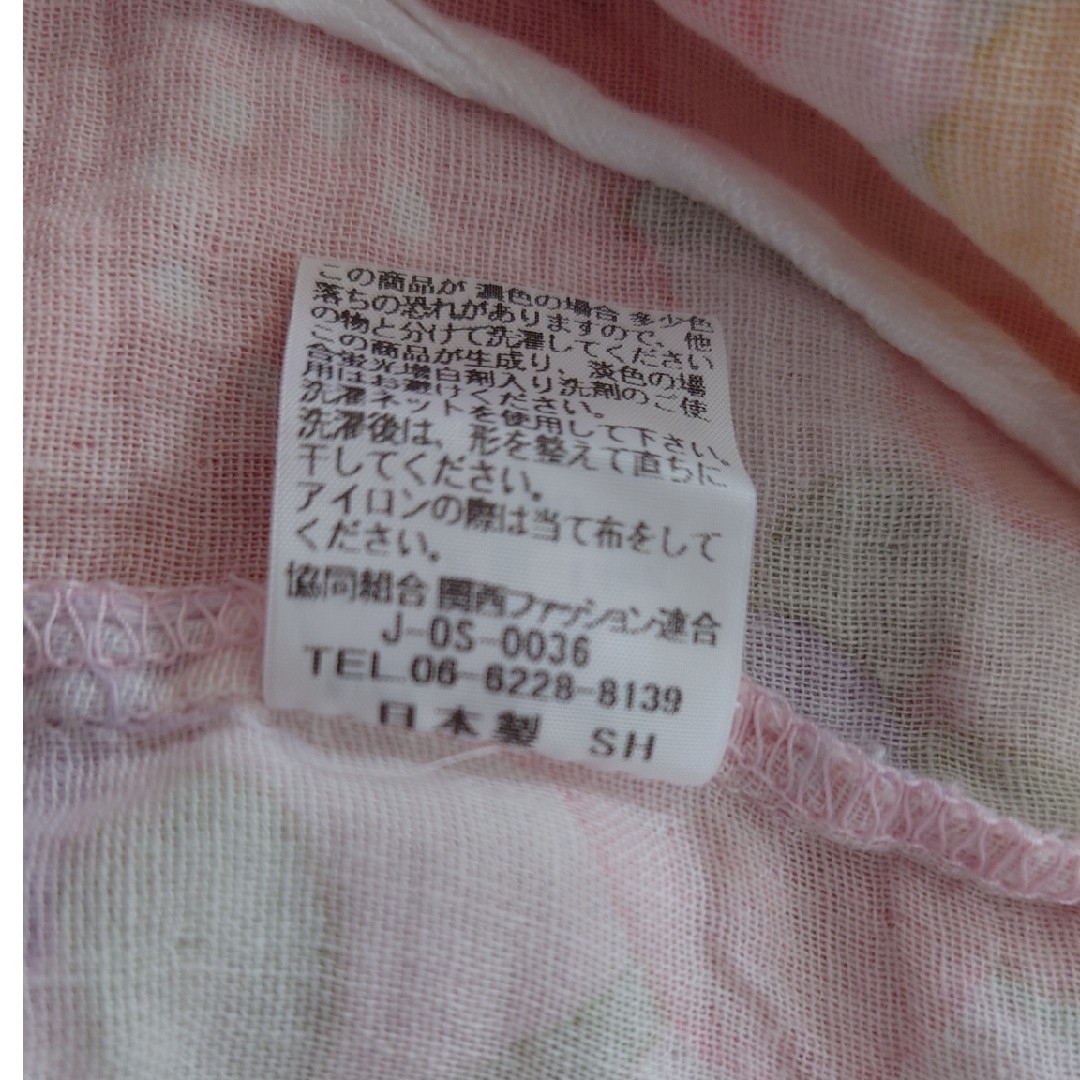 この商品が 濃色の場合 多少色
落ちの恐れがありますので、他
の物と分けて洗濯してください
この商品が生成り、淡色の場
合蛍光増白剤入り洗剤のご使
用はお避けください。
洗濯ネットを使用して下さい。
洗濯後は、形を整えて直ちに
干してください。
アイロンの際は当て布をして
ください。
協同組合 関西ファッション連合
J-OS-0036
TEL.06-6228-8139
日本製 SH